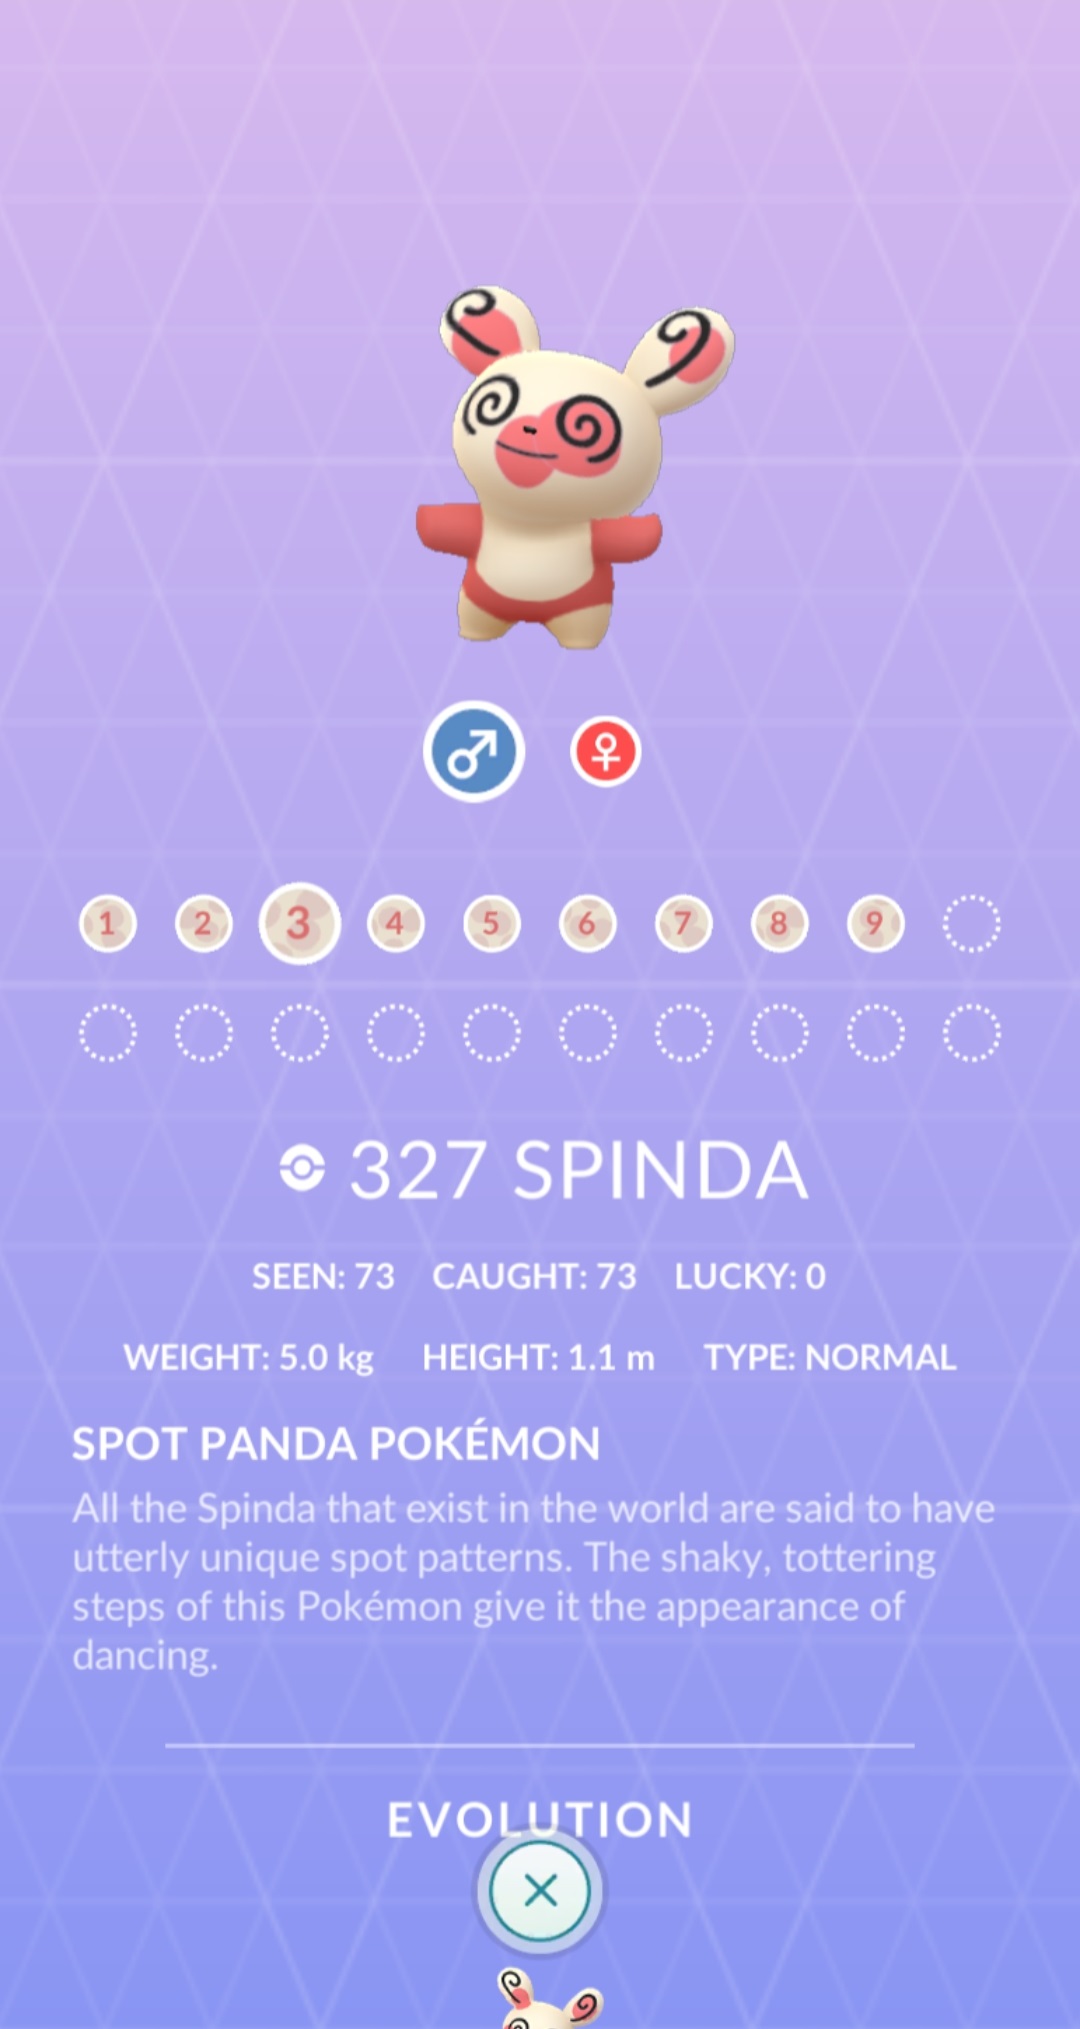 1 2 3 4 5 6 7 8 9
327 SPINDA
SEEN: 73 CAUGHT: 73 LUCKY: 0
WEIGHT: 5.0 kg HEIGHT: 1.1 m TYPE: NORMAL
SPOT PANDA POKÉMON
All the Spinda that exist in the world are said to have
utterly unique spot patterns. The shaky, tottering
steps of this Pokémon give it the appearance of
dancing.
EVOLUTION